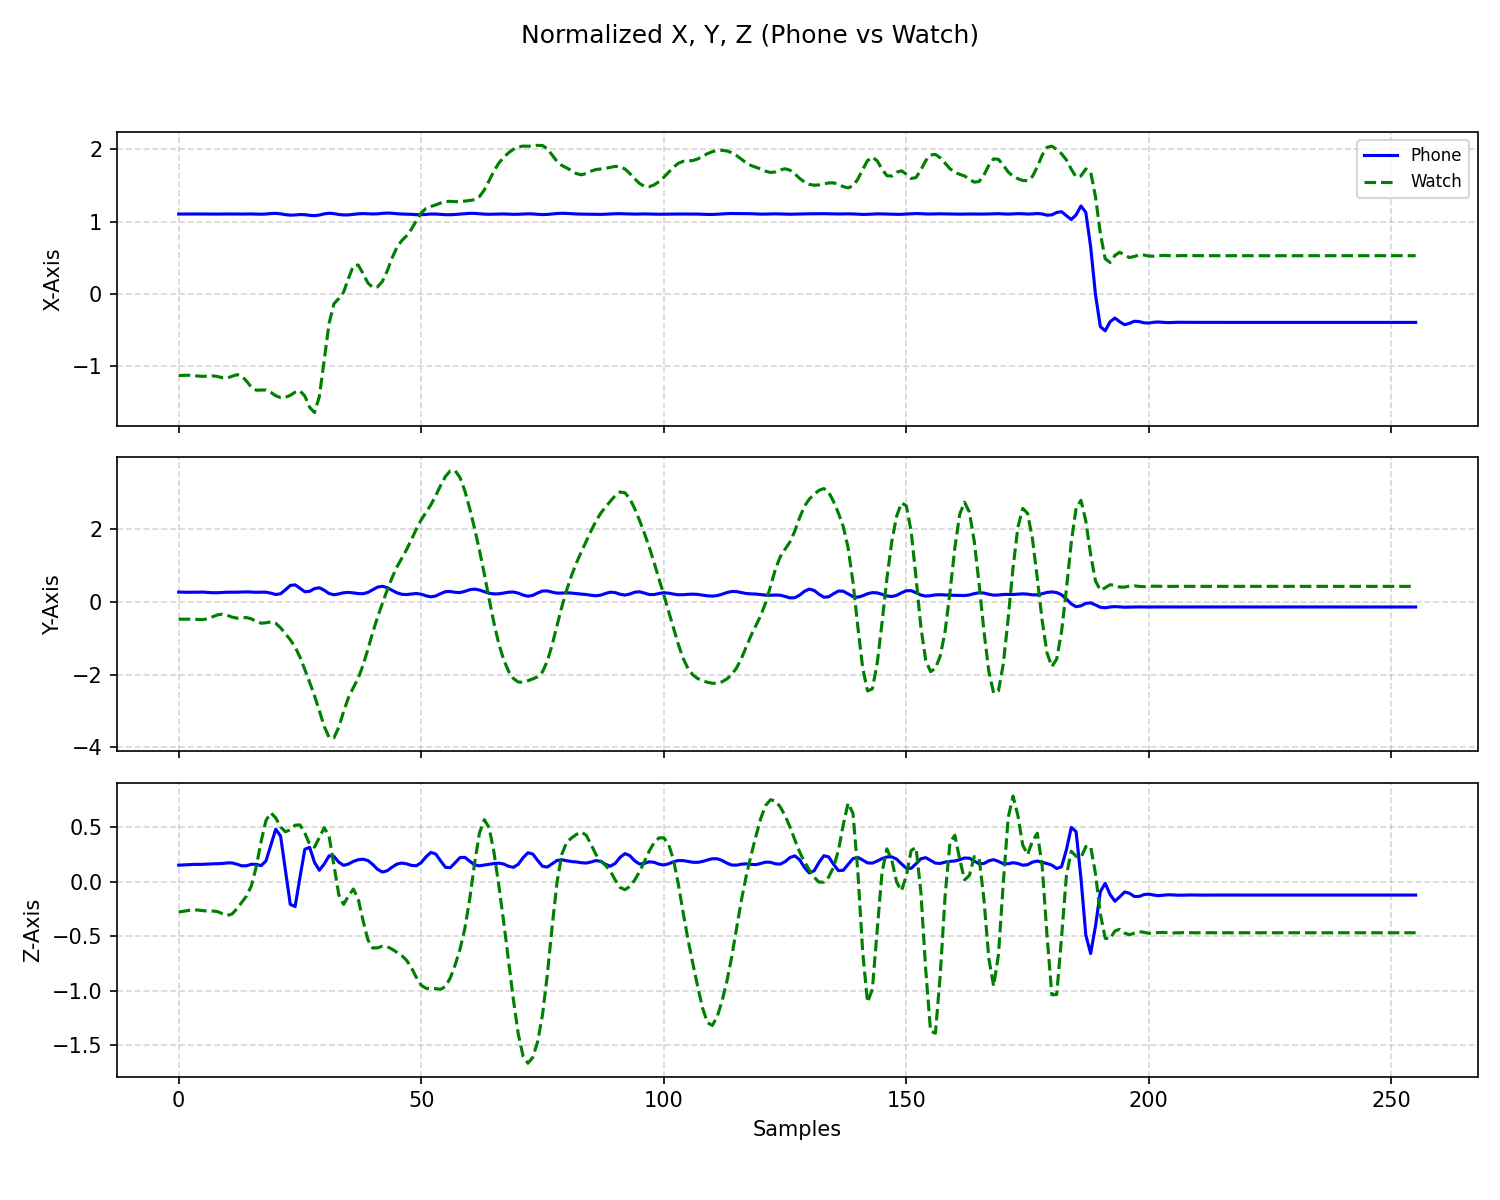 Normalized X, Y, Z (Phone vs Watch)
2
1
0
−1
X-Axis
Phone
Watch
2
0
−2
−4
Y-Axis
0.5
0.0
−0.5
−1.0
−1.5
Z-Axis
0 50 100 150 200 250
Samples